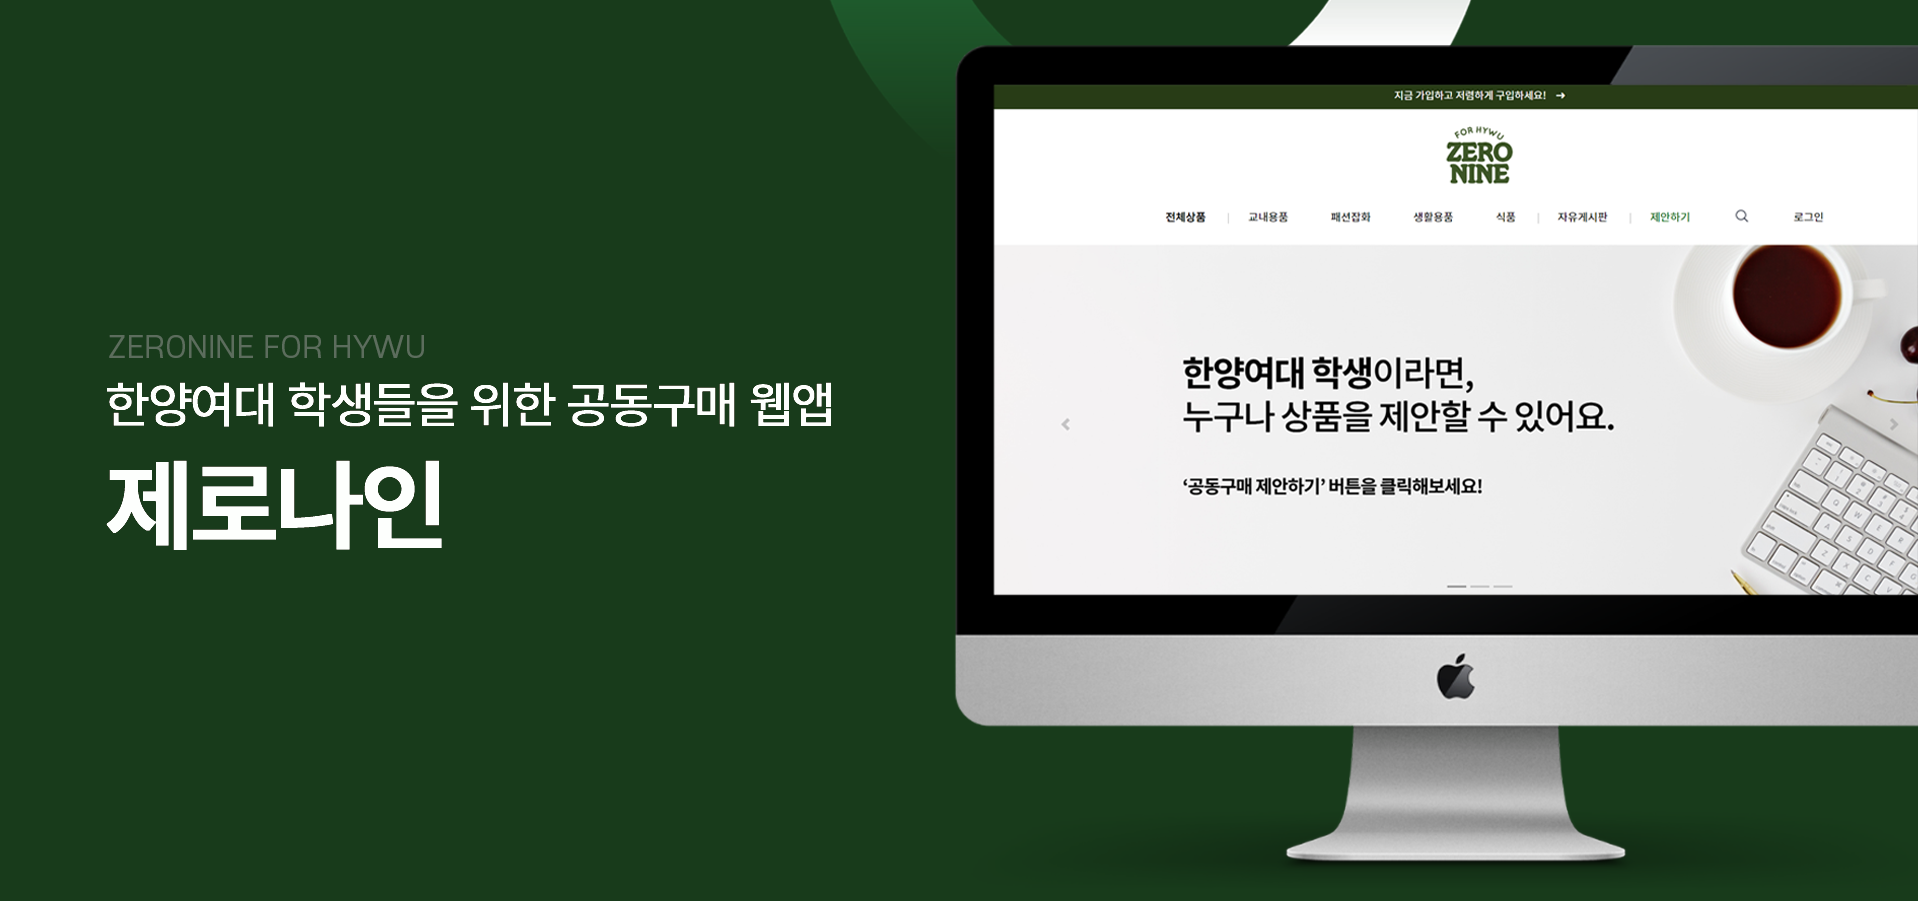 ZERONINE FOR HYWU
한양여대 학생들을 위한 공동구매 웹앱
제로나인
지금 가입하고 저렴하게 구입하세요! →
FOR HYWU
ZERO
NINE
전체상품 | 교내용품 패션잡화 생활용품 식품 | 자유게시판 | 제안하기 로그인
한양여대 학생이라면,
누구나 상품을 제안할 수 있어요.
‘공동구매 제안하기’ 버튼을 클릭해보세요!